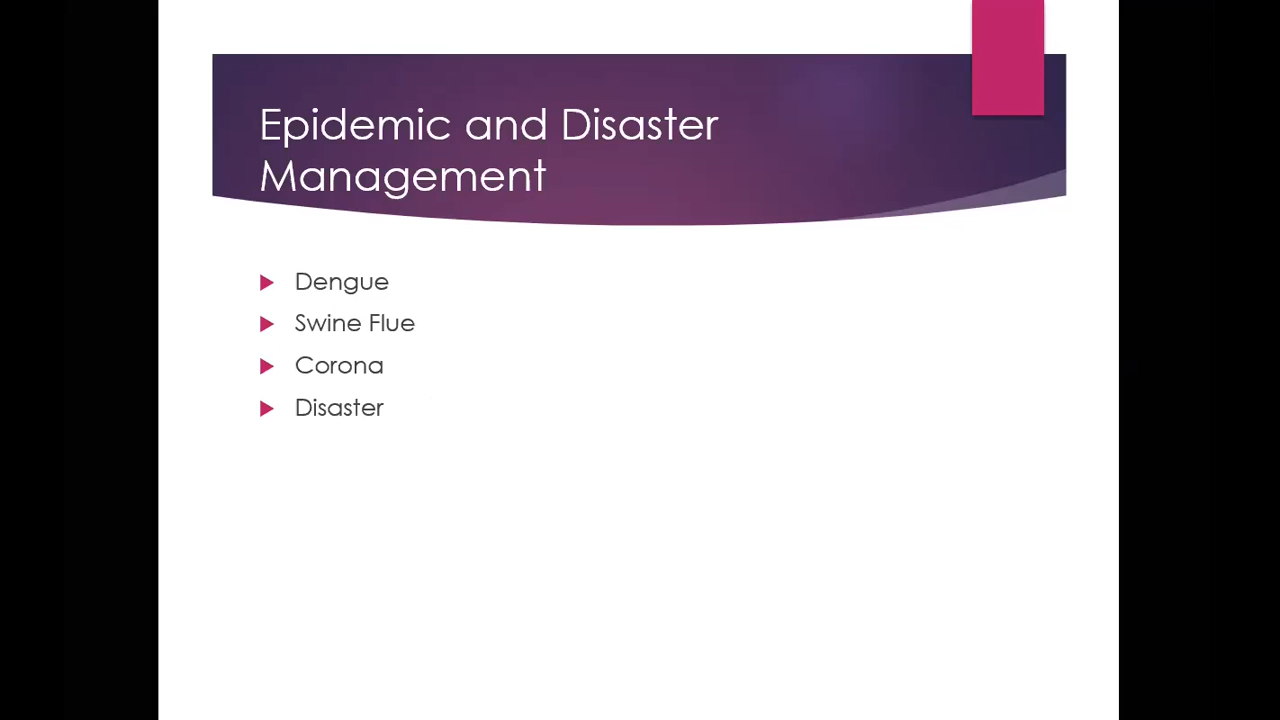 Epidemic and Disaster
Management
Dengue
Swine Flue
Corona
Disaster